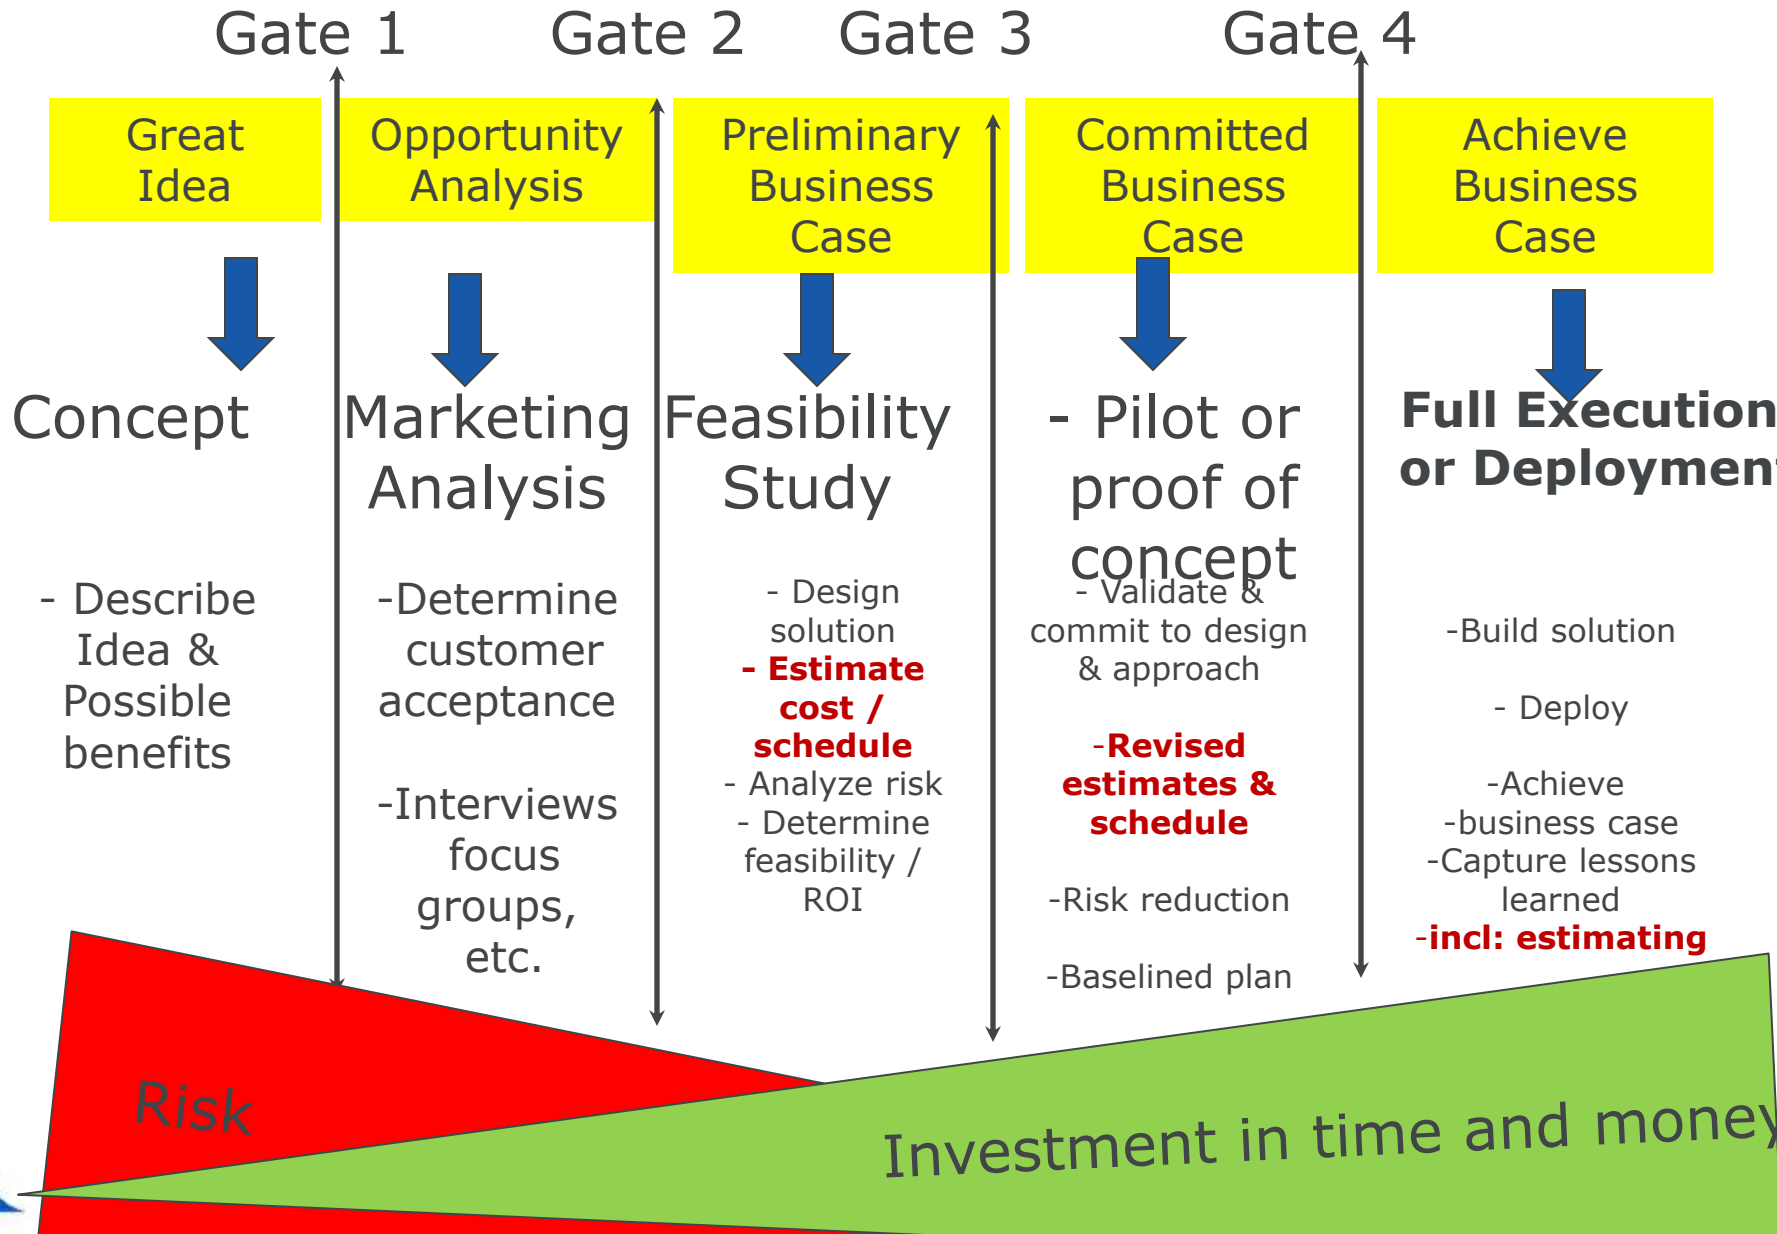 Gate 1
Gate 2
Gate 3
Gate 4
Great
Idea
Opportunity
Analysis
Preliminary
Business
Case
Committed
Business
Case
Achieve
Business
Case
Concept
- Describe
Idea &
Possible
benefits
Marketing
Analysis
-Determine
customer
acceptance
-Interviews
focus
groups,
etc.
Feasibility
Study
- Design
solution
- Estimate
cost /
schedule
- Analyze risk
- Determine
feasibility /
ROI
- Pilot or
proof of
concept
- Validate &
commit to design
& approach
-Revised
estimates &
schedule
-Risk reduction
-Baselined plan
Full Execution
or Deployment
-Build solution
- Deploy
-Achieve
-business case
-Capture lessons
learned
-incl: estimating
Risk
Investment in time and money